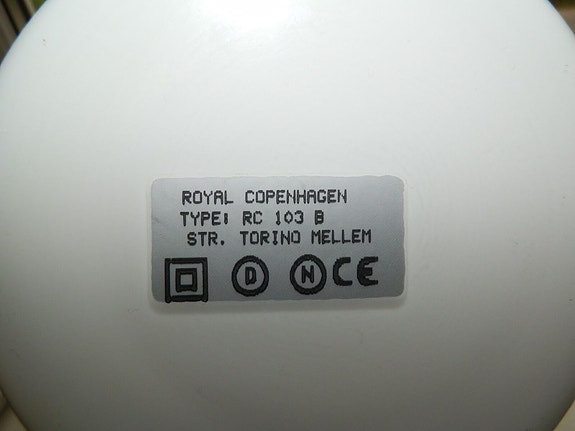 ROYAL COPENHAGEN
TYPE: RC 103 B
STR. TORINO MELLEM
D N CE